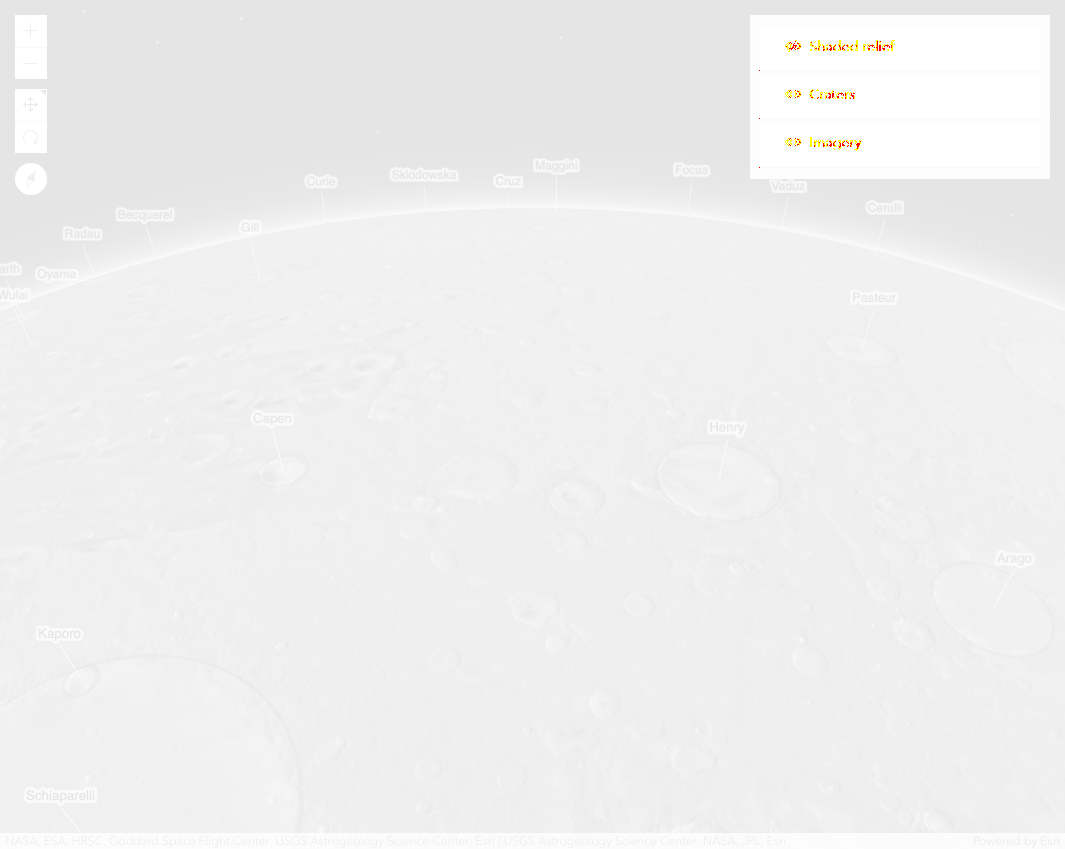 Shaded relief
Craters
Imagery
Maggini
Focas
Sklodowska
Curie
Cruz
Vaduz
Cerulli
Becquerel
Gill
Radau
arth
Oyama
Wulai
Pasteur
Capen
Henry
Arago
Kaporo
Schiaparelli
NASA, ESA, HRSC, Goddard Space Flight Center, USGS Astrogeology Science Center, Esri | USGS Astrogeology Science Center, NASA, JPL, Esri
Powered by Esri